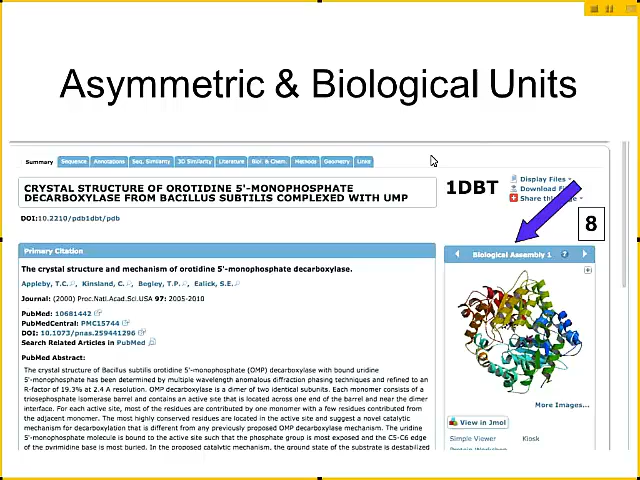 Asymmetric & Biological Units
Summary Sequence Annotations Seq. Similarity 3D Similarity Literature Biol. & Chem. Methods Geometry Links
CRYSTAL STRUCTURE OF OROTIDINE 5'-MONOPHOSPHATE
DECARBOXYLASE FROM BACILLUS SUBTILIS COMPLEXED WITH UMP
1DBT
Display Files
Download
Share this
8
DOI:10.2210/pdb1dbt/pdb
Primary Citation
The crystal structure and mechanism of orotidine 5'-monophosphate decarboxylase.
Appleby, T.C. Kinsland, C. Begley, T.P. Ealick, S.E.
Journal: (2000) Proc.Natl.Acad.Sci.USA 97: 2005-2010
PubMed: 10681442
PubMedCentral: PMC15744
DOI: 10.1073/pnas.259441296
Search Related Articles in PubMed
PubMed Abstract:
The crystal structure of Bacillus subtilis orotidine 5'-monophosphate (OMP) decarboxylase with bound uridine
5'-monophosphate has been determined by multiple wavelength anomalous diffraction phasing techniques and refined to an
R-factor of 19.3% at 2.4 A resolution. OMP decarboxylase is a dimer of two identical subunits. Each monomer consists of a
triosephosphate isomerase barrel and contains an active site that is located across one end of the barrel and near the dimer
interface. For each active site, most of the residues are contributed by one monomer with a few residues contributed from
the adjacent monomer. The most highly conserved residues are located in the active site and suggest a novel catalytic
mechanism for decarboxylation that is different from any previously proposed OMP decarboxylase mechanism. The uridine
5'-monophosphate molecule is bound to the active site such that the phosphate group is most exposed and the C5-C6 edge
of the pyrimidine base is most buried. In the proposed catalytic mechanism, the ground state of the substrate is destabilized
Biological Assembly 1 ?
More Images...
View in Jmol
Simple Viewer Kiosk
Protein Workshop